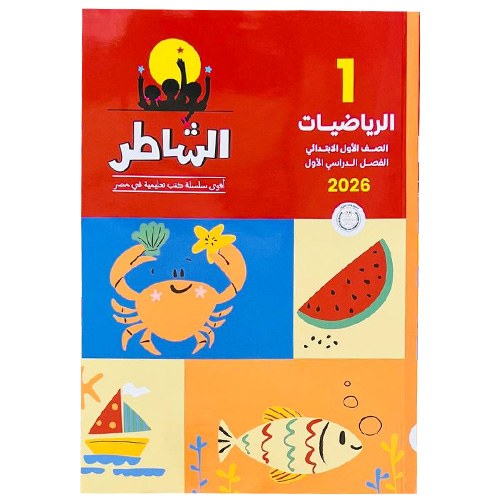 1
الرياضيات
الصف الأول الابتدائي
الفصل الدراسي الأول
2026
الشاطر
أقوى سلسلة كتب تعليمية في مصر